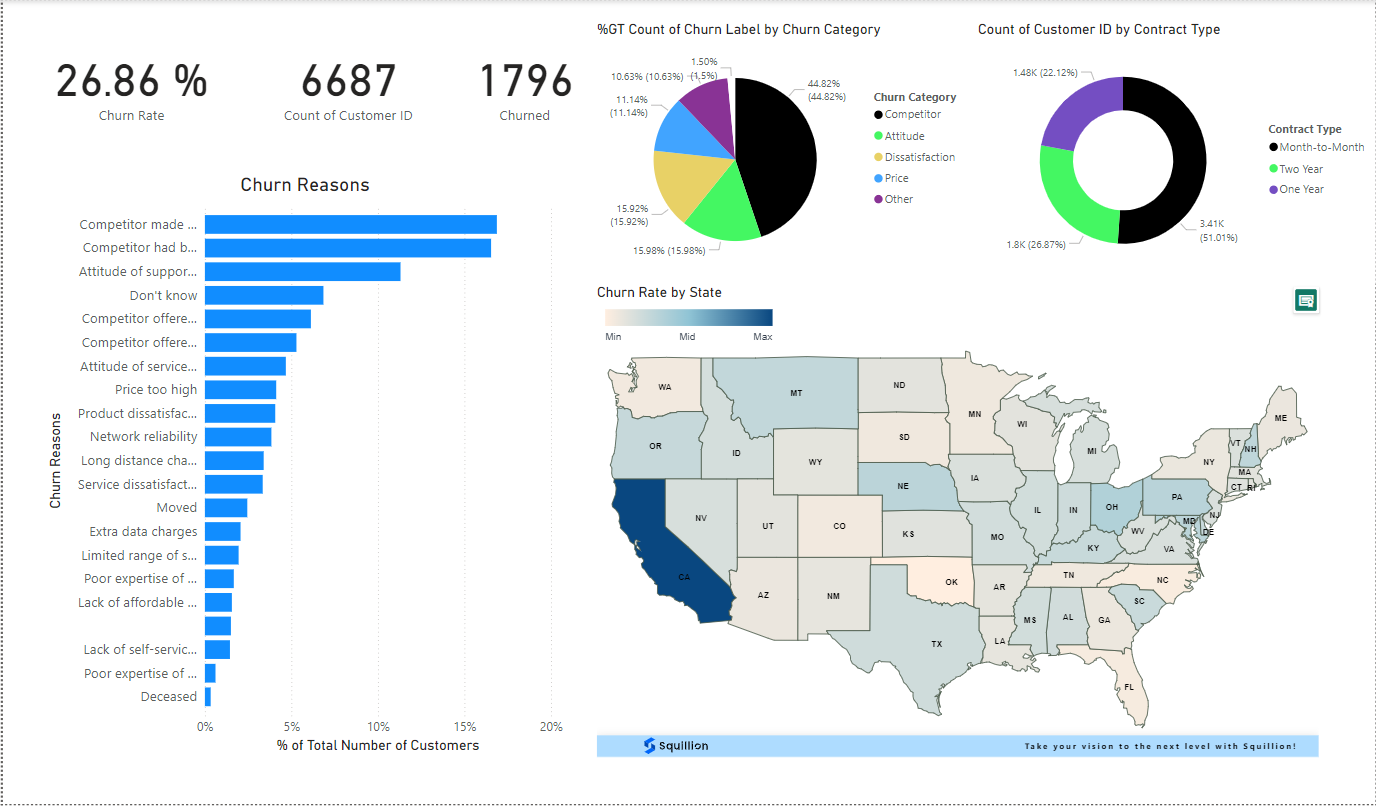 26.86 %
Churn Rate
6687
Count of Customer ID
1796
Churned
%GT Count of Churn Label by Churn Category
1.50%
(1.5%)
10.63% (10.63%)
11.14%
(11.14%)
15.92%
(15.92%)
15.98% (15.98%)
44.82%
(44.82%)
Churn Category
Competitor
Attitude
Dissatisfaction
Price
Other
Count of Customer ID by Contract Type
1.48K (22.12%)
1.8K (26.87%)
3.41K
(51.01%)
Contract Type
Month-to-Month
Two Year
One Year
Churn Reasons
Churn Reasons
Competitor made ...
Competitor had b...
Attitude of suppor...
Don't know
Competitor offere...
Competitor offere...
Attitude of service...
Price too high
Product dissatisfac...
Network reliability
Long distance cha...
Service dissatisfact...
Moved
Extra data charges
Limited range of s...
Poor expertise of ...
Lack of affordable ...
Lack of self-servic...
Poor expertise of ...
Deceased
0%
5%
10%
15%
20%
% of Total Number of Customers
Churn Rate by State
Min
Mid
Max
WA
MT
ND
MN
ME
OR
ID
WY
SD
WI
MI
VT
NH
NY
MA
CT
RI
NV
UT
CO
NE
IA
IL
IN
OH
PA
NJ
MD
DE
CA
AZ
NM
KS
MO
KY
WV
VA
OK
AR
TN
NC
SC
TX
LA
MS
AL
GA
FL
Squillion
Take your vision to the next level with Squillion!